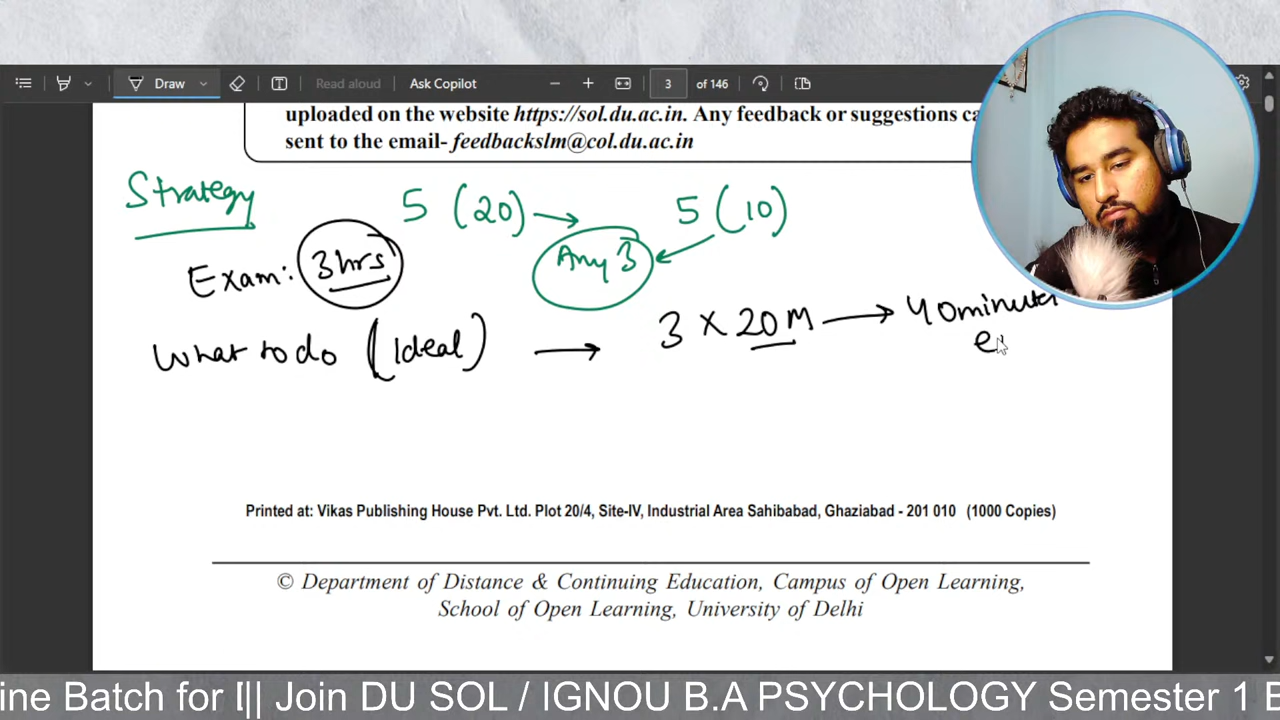 Draw
Read aloud
Ask Copilot
3 of 146
uploaded on the website https://sol.du.ac.in. Any feedback or suggestions ca
sent to the email- feedbackslm@col.du.ac.in
Strategy
5 (20) → 5 (10)
Any 3
Exam: 3 hrs
What to do (Ideal) → 3 X 20 M → 40 minutes
e
Printed at: Vikas Publishing House Pvt. Ltd. Plot 20/4, Site-IV, Industrial Area Sahibabad, Ghaziabad - 201 010 (1000 Copies)
© Department of Distance & Continuing Education, Campus of Open Learning,
School of Open Learning, University of Delhi
ine Batch for [|| Join DU SOL / IGNOU B.A PSYCHOLOGY Semester 1 B